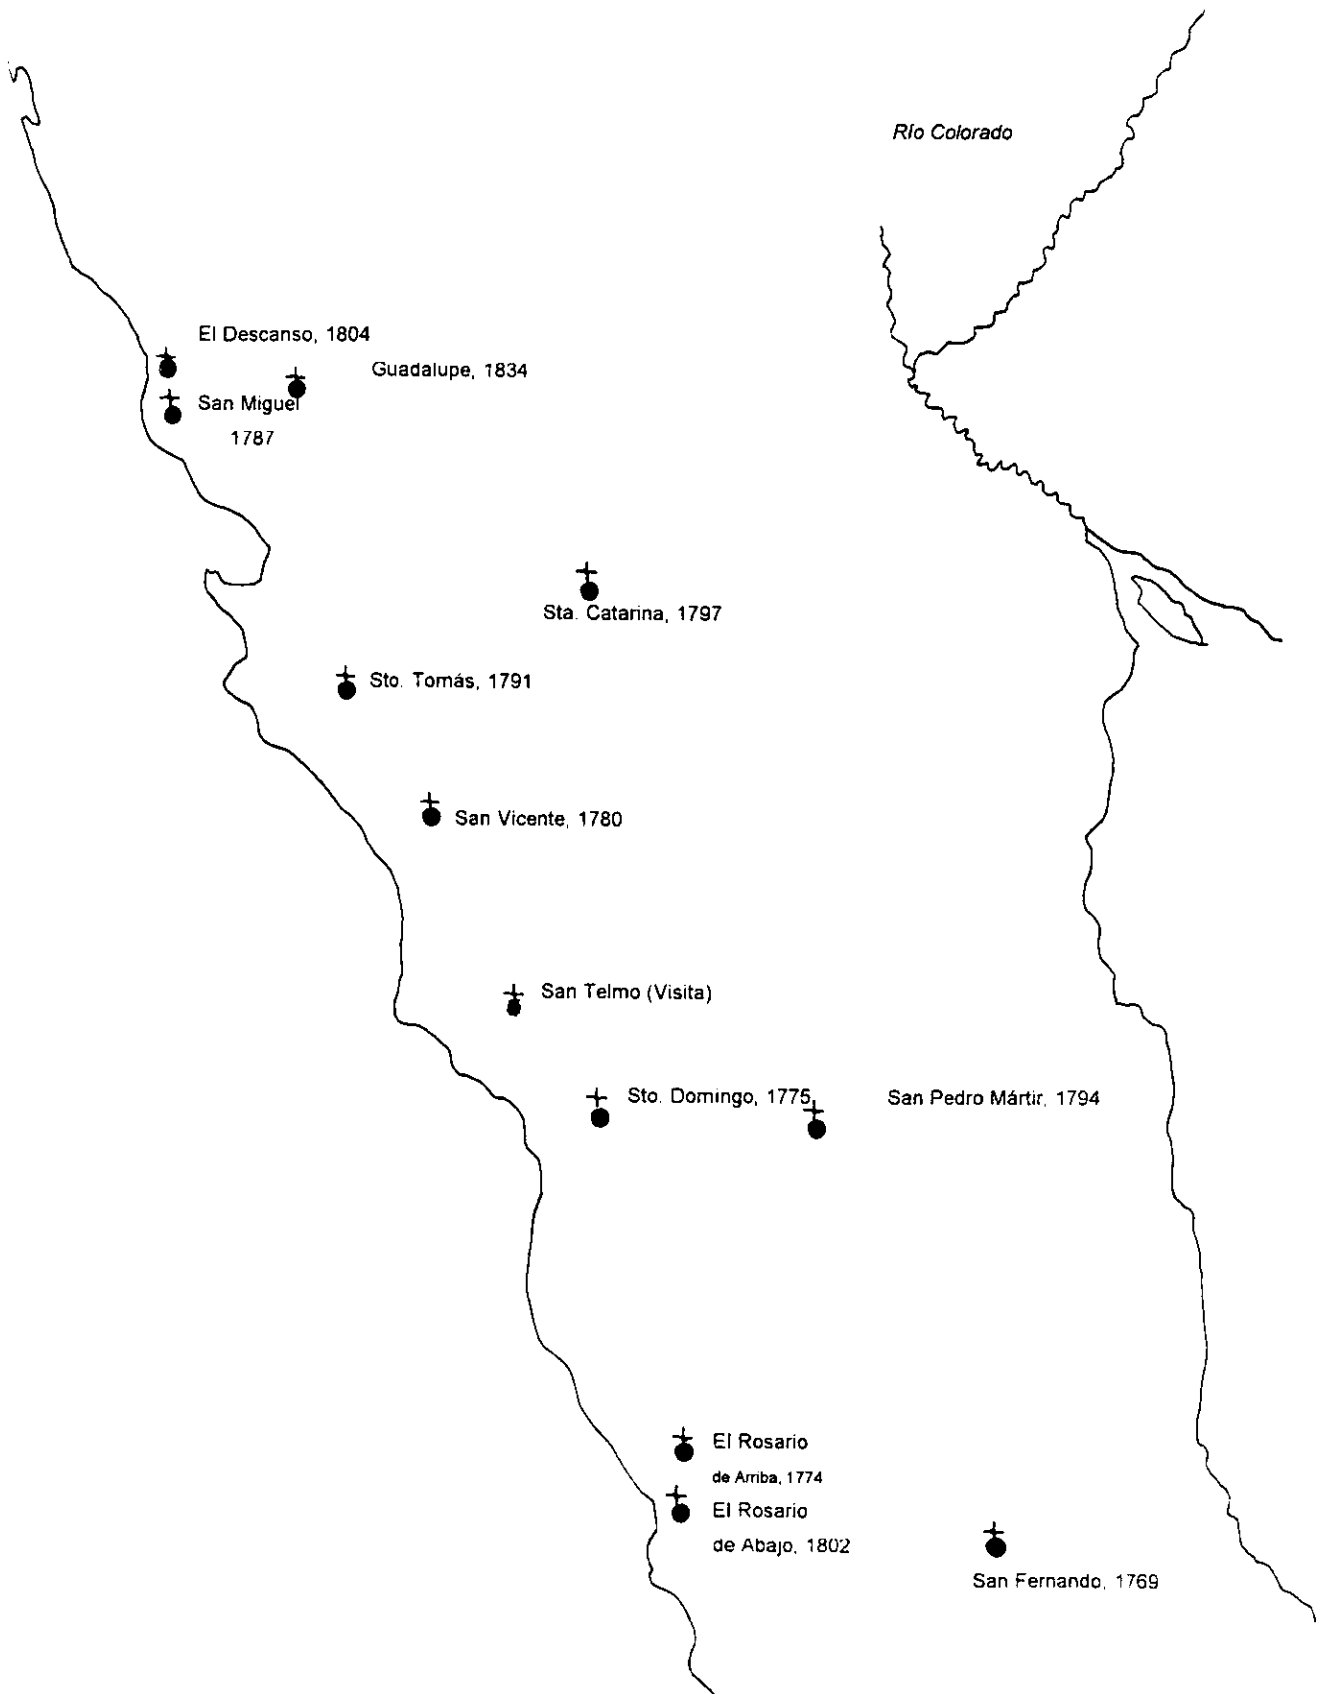 Río Colorado
El Descanso, 1804
Guadalupe, 1834
San Miguel
1787
Sta. Catarina, 1797
Sto. Tomás, 1791
San Vicente, 1780
San Telmo (Visita)
Sto. Domingo, 1775
San Pedro Mártir, 1794
El Rosario
de Arriba, 1774
El Rosario
de Abajo, 1802
San Fernando, 1769